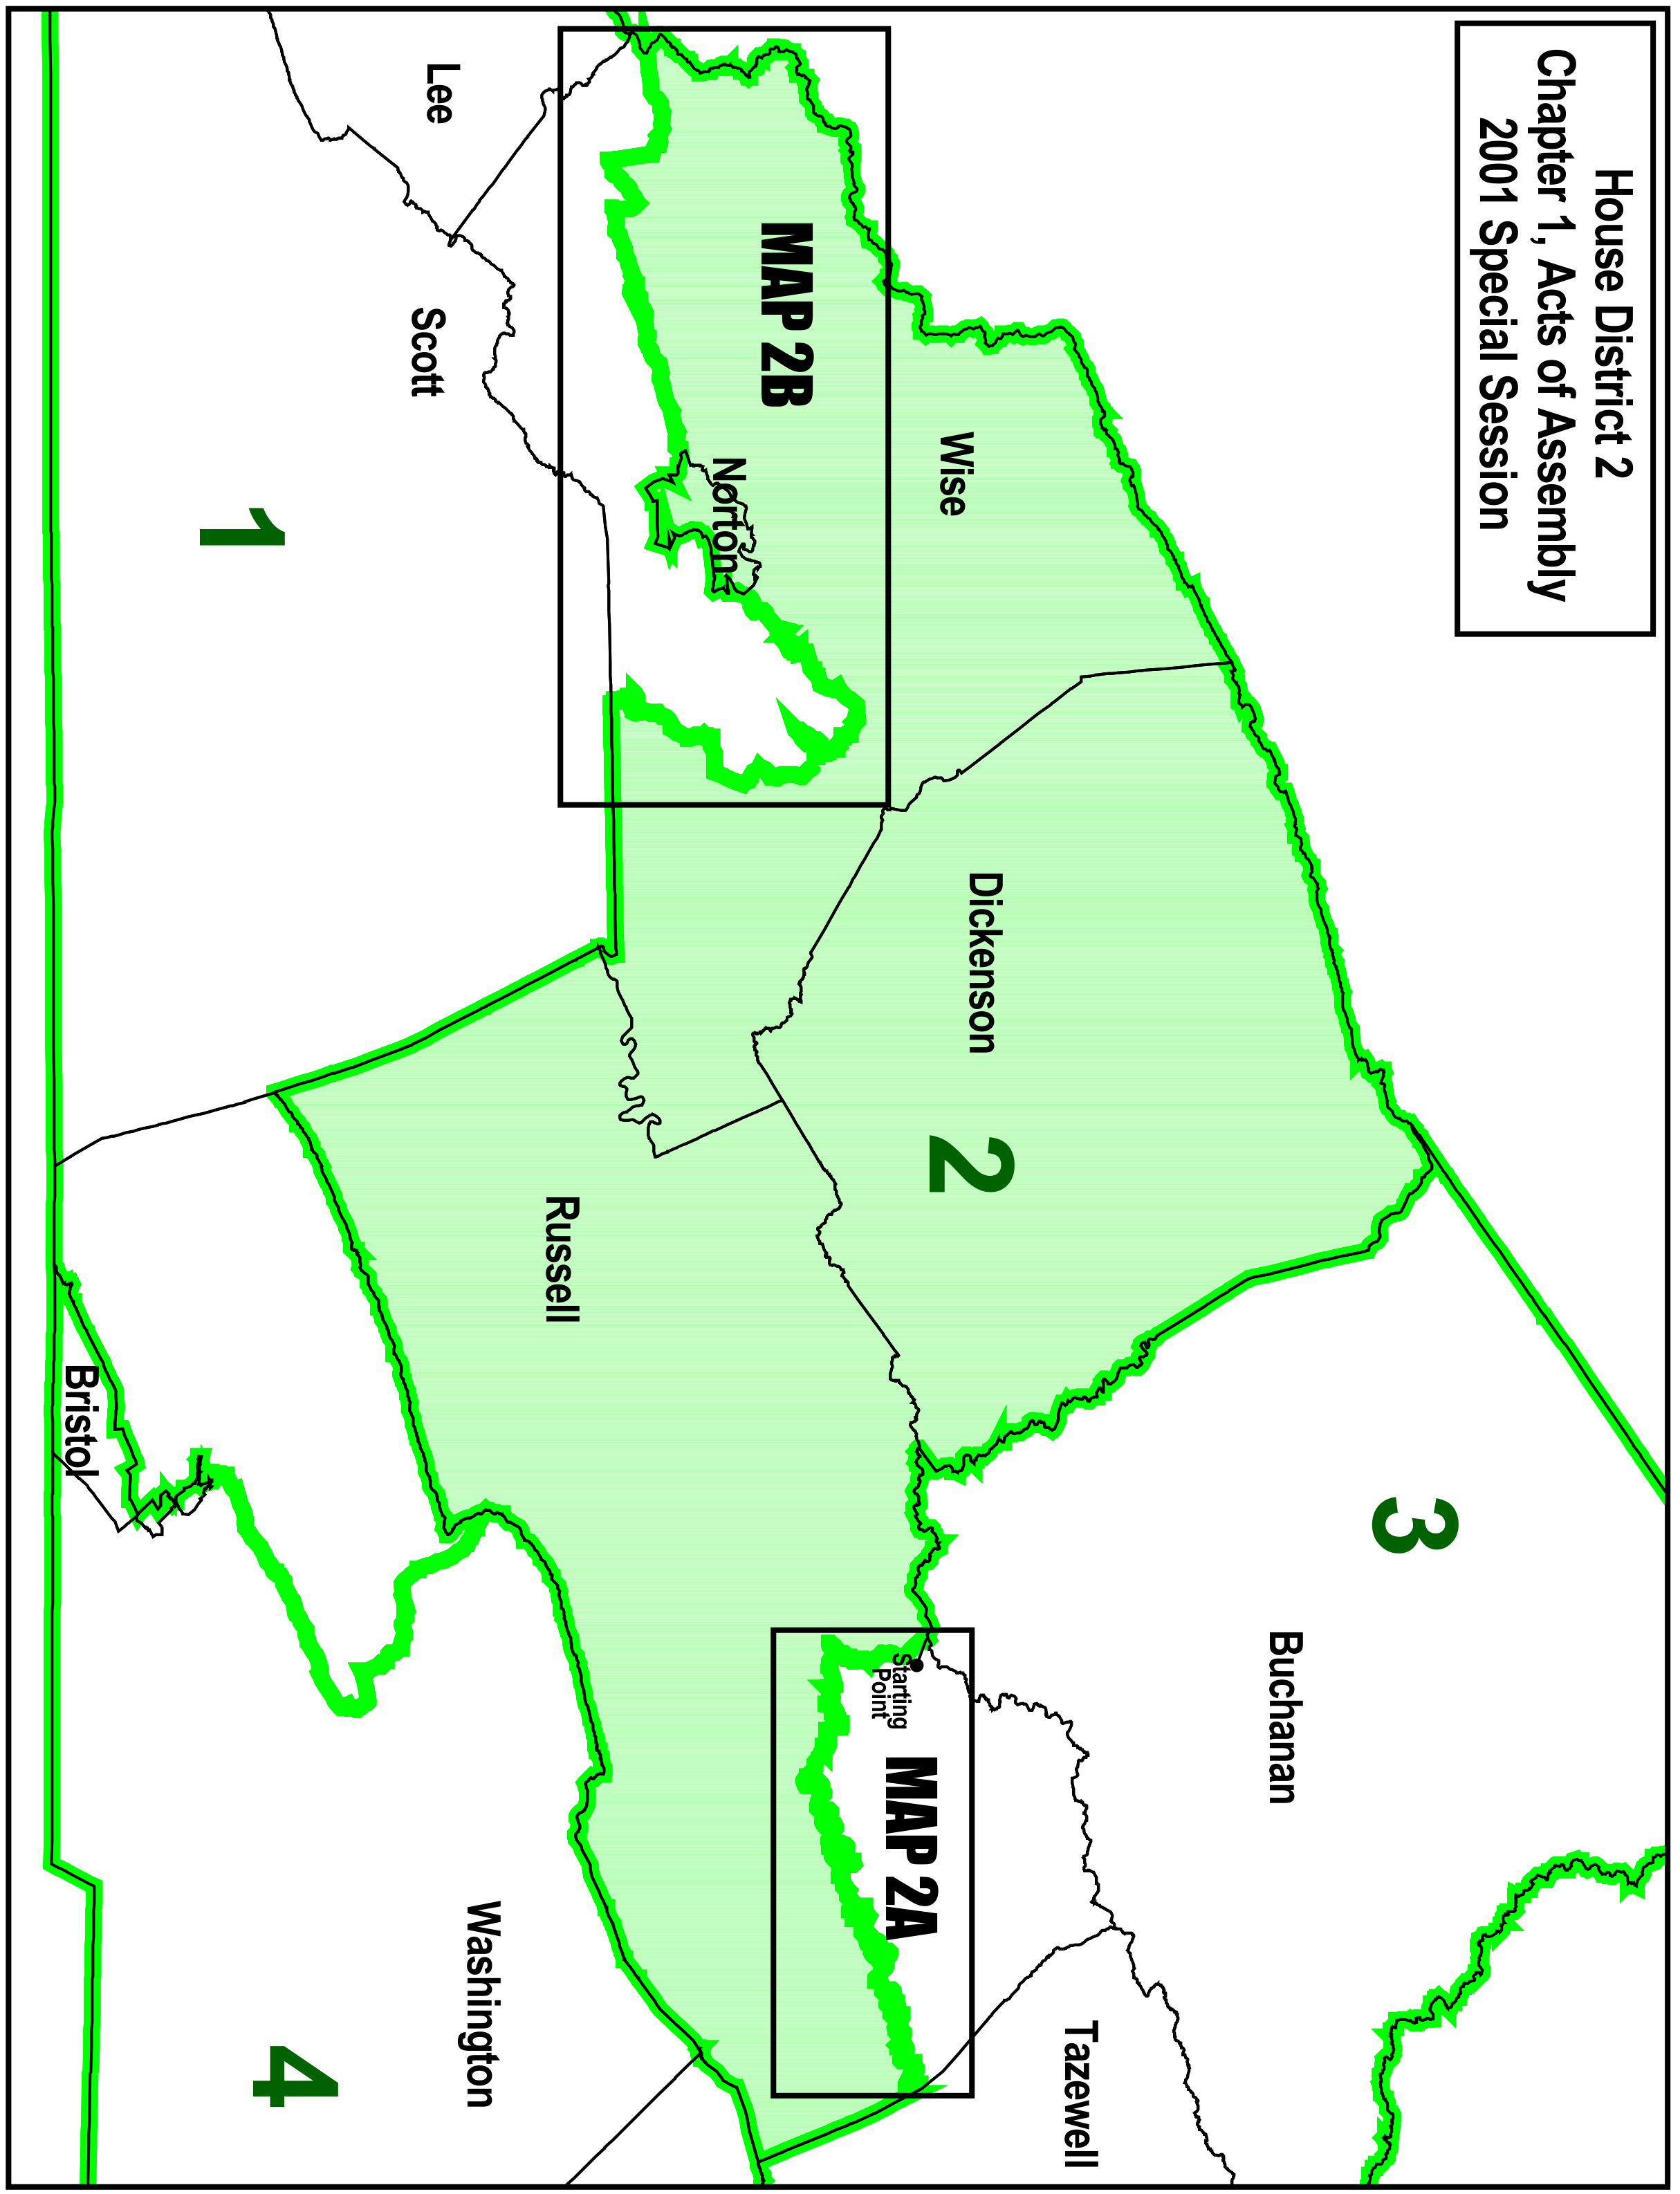 House District 2
Chapter 1, Acts of Assembly
2001 Special Session
3
Buchanan
Wise
Dickenson
2
Tazewell
MAP 2B
Norton
Starting
Point
MAP 2A
Lee
Scott
Russell
Washington
1
Bristol
4